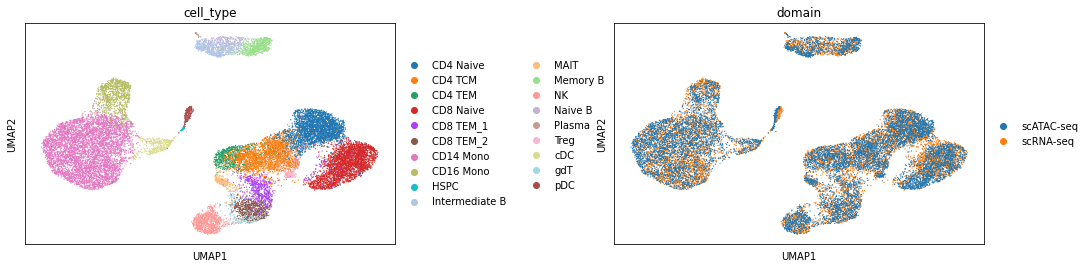 cell_type
UMAP2
UMAP1
CD4 Naive
CD4 TCM
CD4 TEM
CD8 Naive
CD8 TEM_1
CD8 TEM_2
CD14 Mono
CD16 Mono
HSPC
Intermediate B
MAIT
Memory B
NK
Naive B
Plasma
Treg
cDC
gdT
pDC
domain
UMAP2
UMAP1
scATAC-seq
scRNA-seq